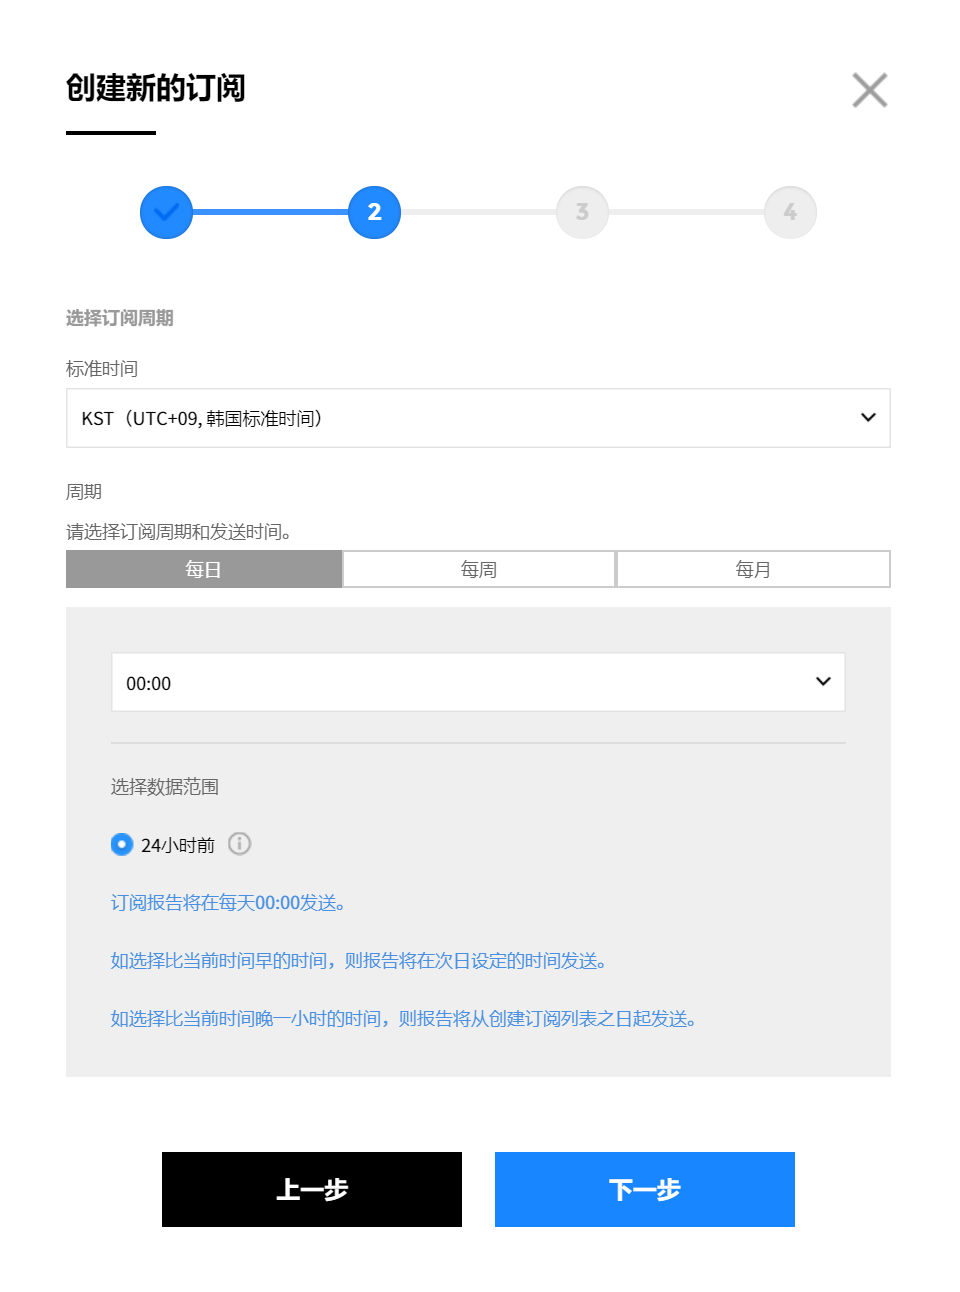 创建新的订阅
2
3
4
选择订阅周期
标准时间
KST（UTC+09, 韩国标准时间）
周期
请选择订阅周期和发送时间。
每日
每周
每月
00:00
选择数据范围
24小时前
订阅报告将在每天00:00发送。
如选择比当前时间早的时间，则报告将在次日设定的时间发送。
如选择比当前时间晚一小时的时间，则报告将从创建订阅列表之日起发送。
上一步
下一步